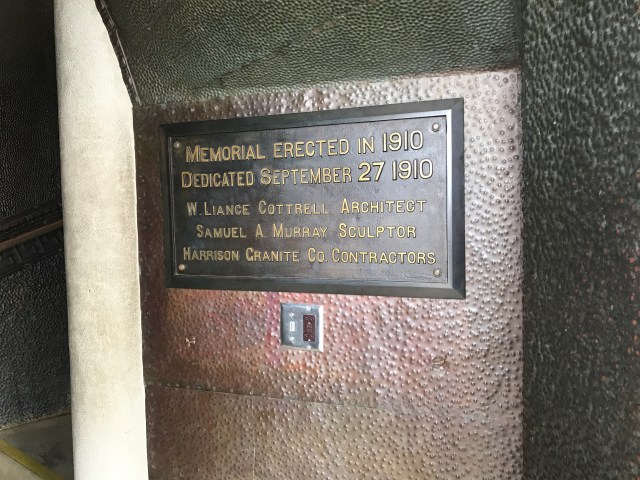 MEMORIAL ERECTED IN 1910
DEDICATED SEPTEMBER 27 1910
W. LIANCE COTTRELL ARCHITECT
SAMUEL A. MURRAY SCULPTOR
HARRISON GRANITE CO. CONTRACTORS